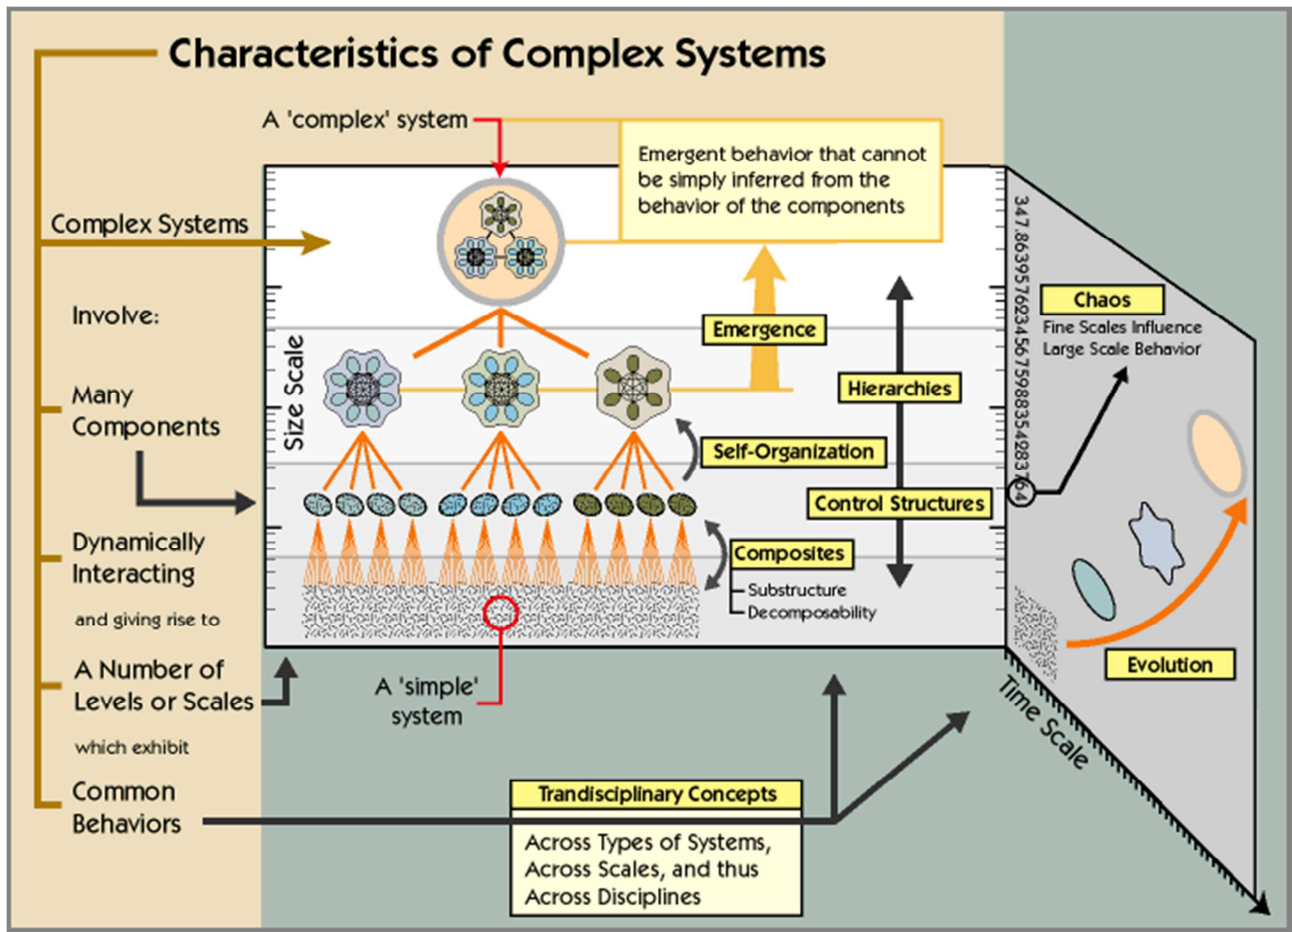 Characteristics of Complex Systems
A 'complex' system
Emergent behavior that cannot
be simply inferred from the
behavior of the components
Complex Systems
Involve:
Many
Components
Dynamically
Interacting
and giving rise to
A Number of
Levels or Scales
which exhibit
Common
Behaviors
Size Scale
Emergence
Hierarchies
Self-Organization
Control Structures
Composites
Substructure
Decomposability
A 'simple'
system
Chaos
Fine Scales Influence
Large Scale Behavior
Evolution
Time Scale
Trandisciplinary Concepts
Across Types of Systems,
Across Scales, and thus
Across Disciplines